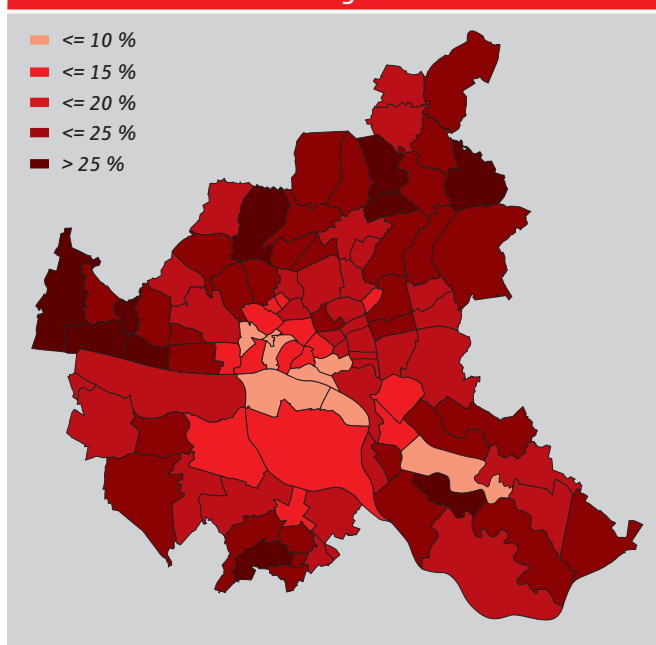 <= 10 %
<= 15 %
<= 20 %
<= 25 %
> 25 %